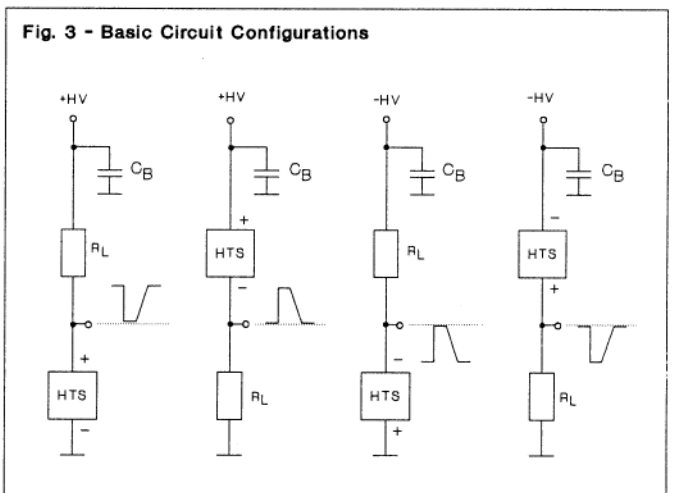 Fig. 3 - Basic Circuit Configurations
+HV +HV -HV -HV
CB CB CB CB
+ -
RL HTS RL HTS
- +
+ -
HTS RL HTS RL
- +